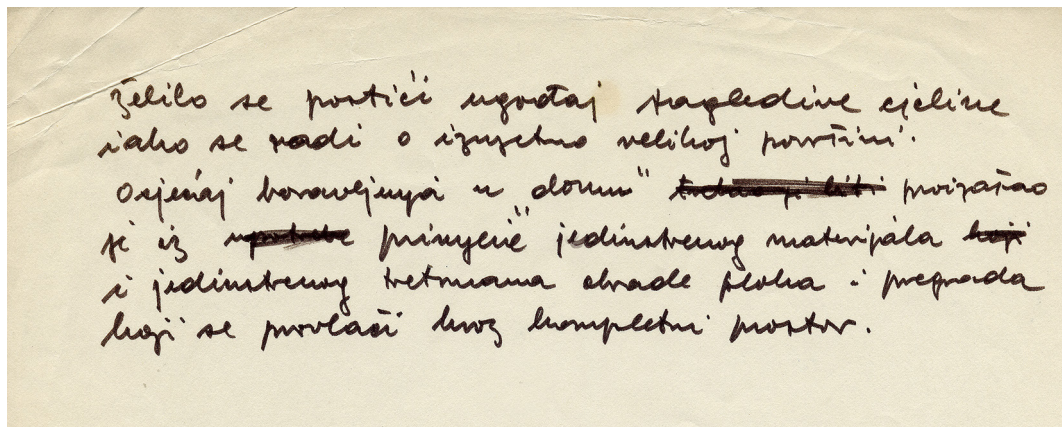 Želilo se postići ugođaj sagledive cjeline
iako se radi o izuzetno velikoj površini.
Osjećaj boravljenja u „domu" proizašao
je iz primjene jedinstvenog materijala
i jedinstvenog tretmana obrade ploha i pregrada
koji se provlači kroz kompletni prostor.